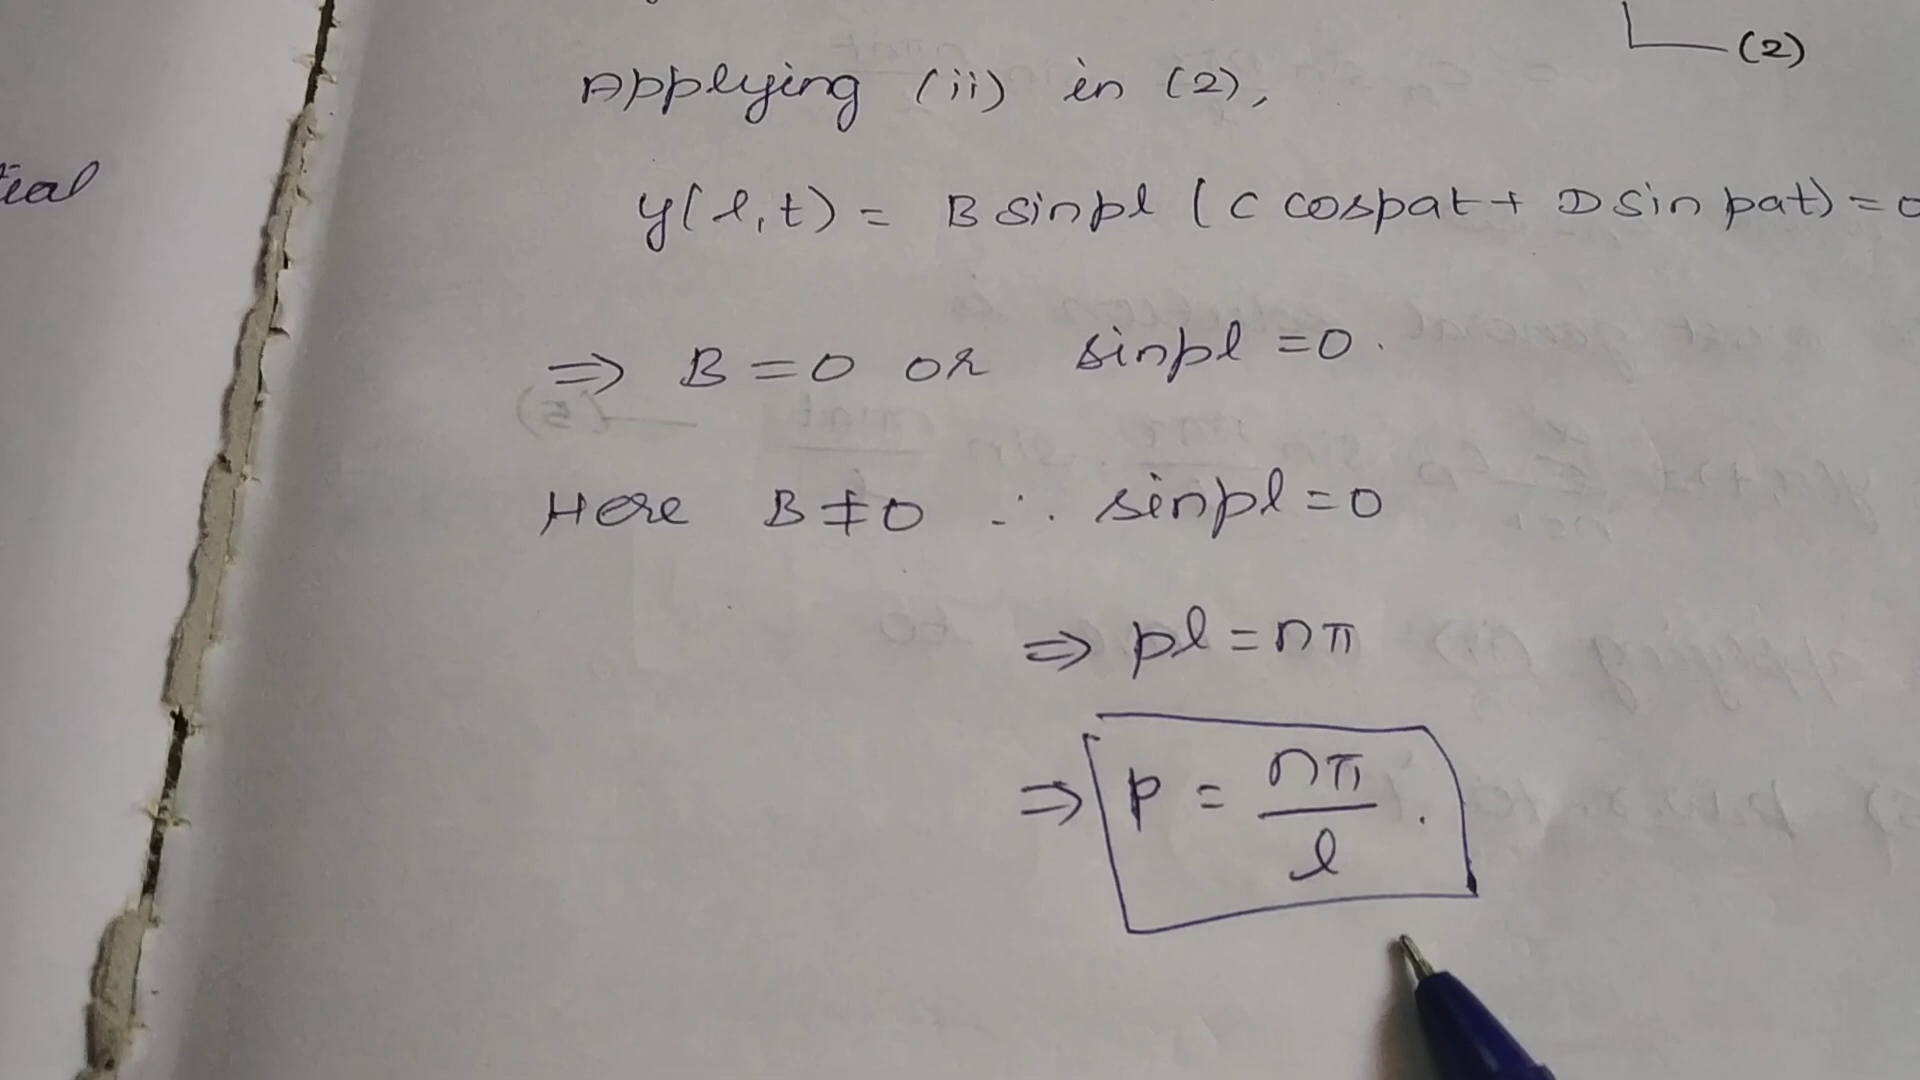 (2)
Applying (ii) in (2),
y(l,t) = B sinpl (C cospat + D sin pat) = 0
⇒ B = 0 or sinpl = 0.
Here B ≠ 0 ∴ sinpl = 0
⇒ pl = nπ
⇒ p = nπ/l.